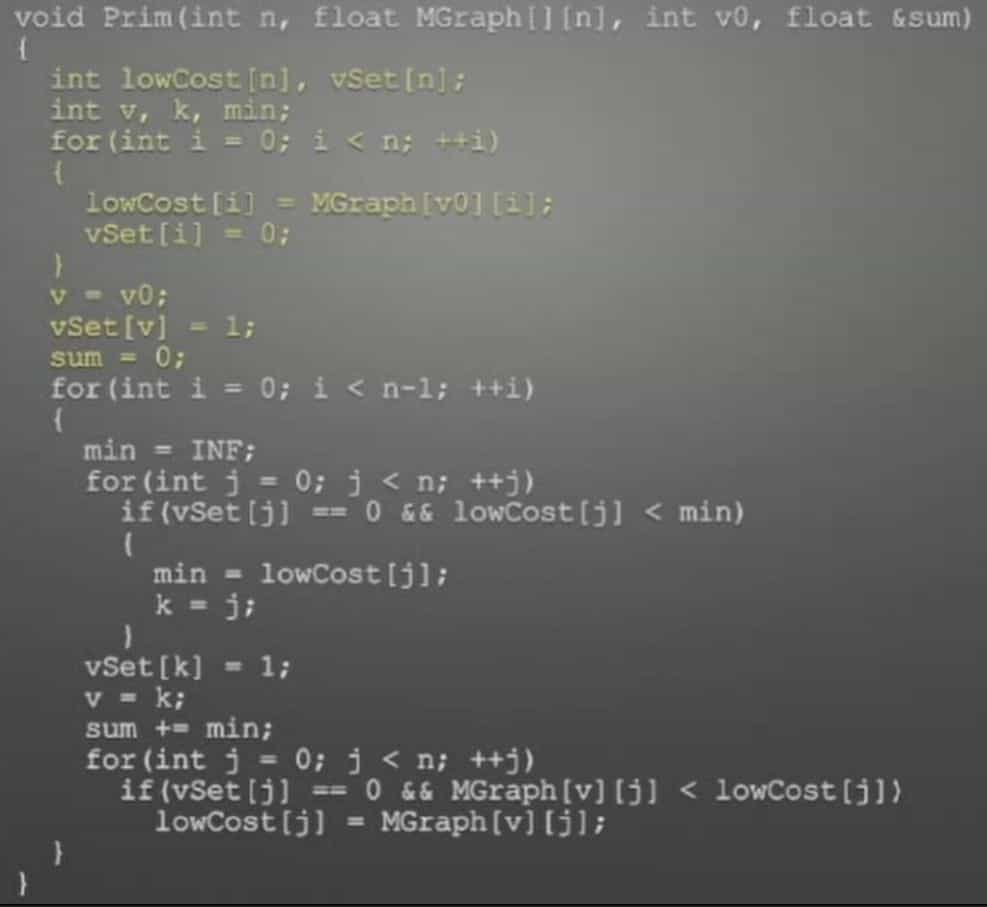 void Prim(int n, float MGraph[][n], int v0, float &sum)
{
int lowCost[n], vSet[n];
int v, k, min;
for(int i = 0; i < n; ++i)
{
lowCost[i] = MGraph[v0][i];
vSet[i] = 0;
}
v = v0;
vSet[v] = 1;
sum = 0;
for(int i = 0; i < n-1; ++i)
{
min = INF;
for(int j = 0; j < n; ++j)
if(vSet[j] == 0 && lowCost[j] < min)
{
min = lowCost[j];
k = j;
}
vSet[k] = 1;
v = k;
sum += min;
for(int j = 0; j < n; ++j)
if(vSet[j] == 0 && MGraph[v][j] < lowCost[j])
lowCost[j] = MGraph[v][j];
}
}